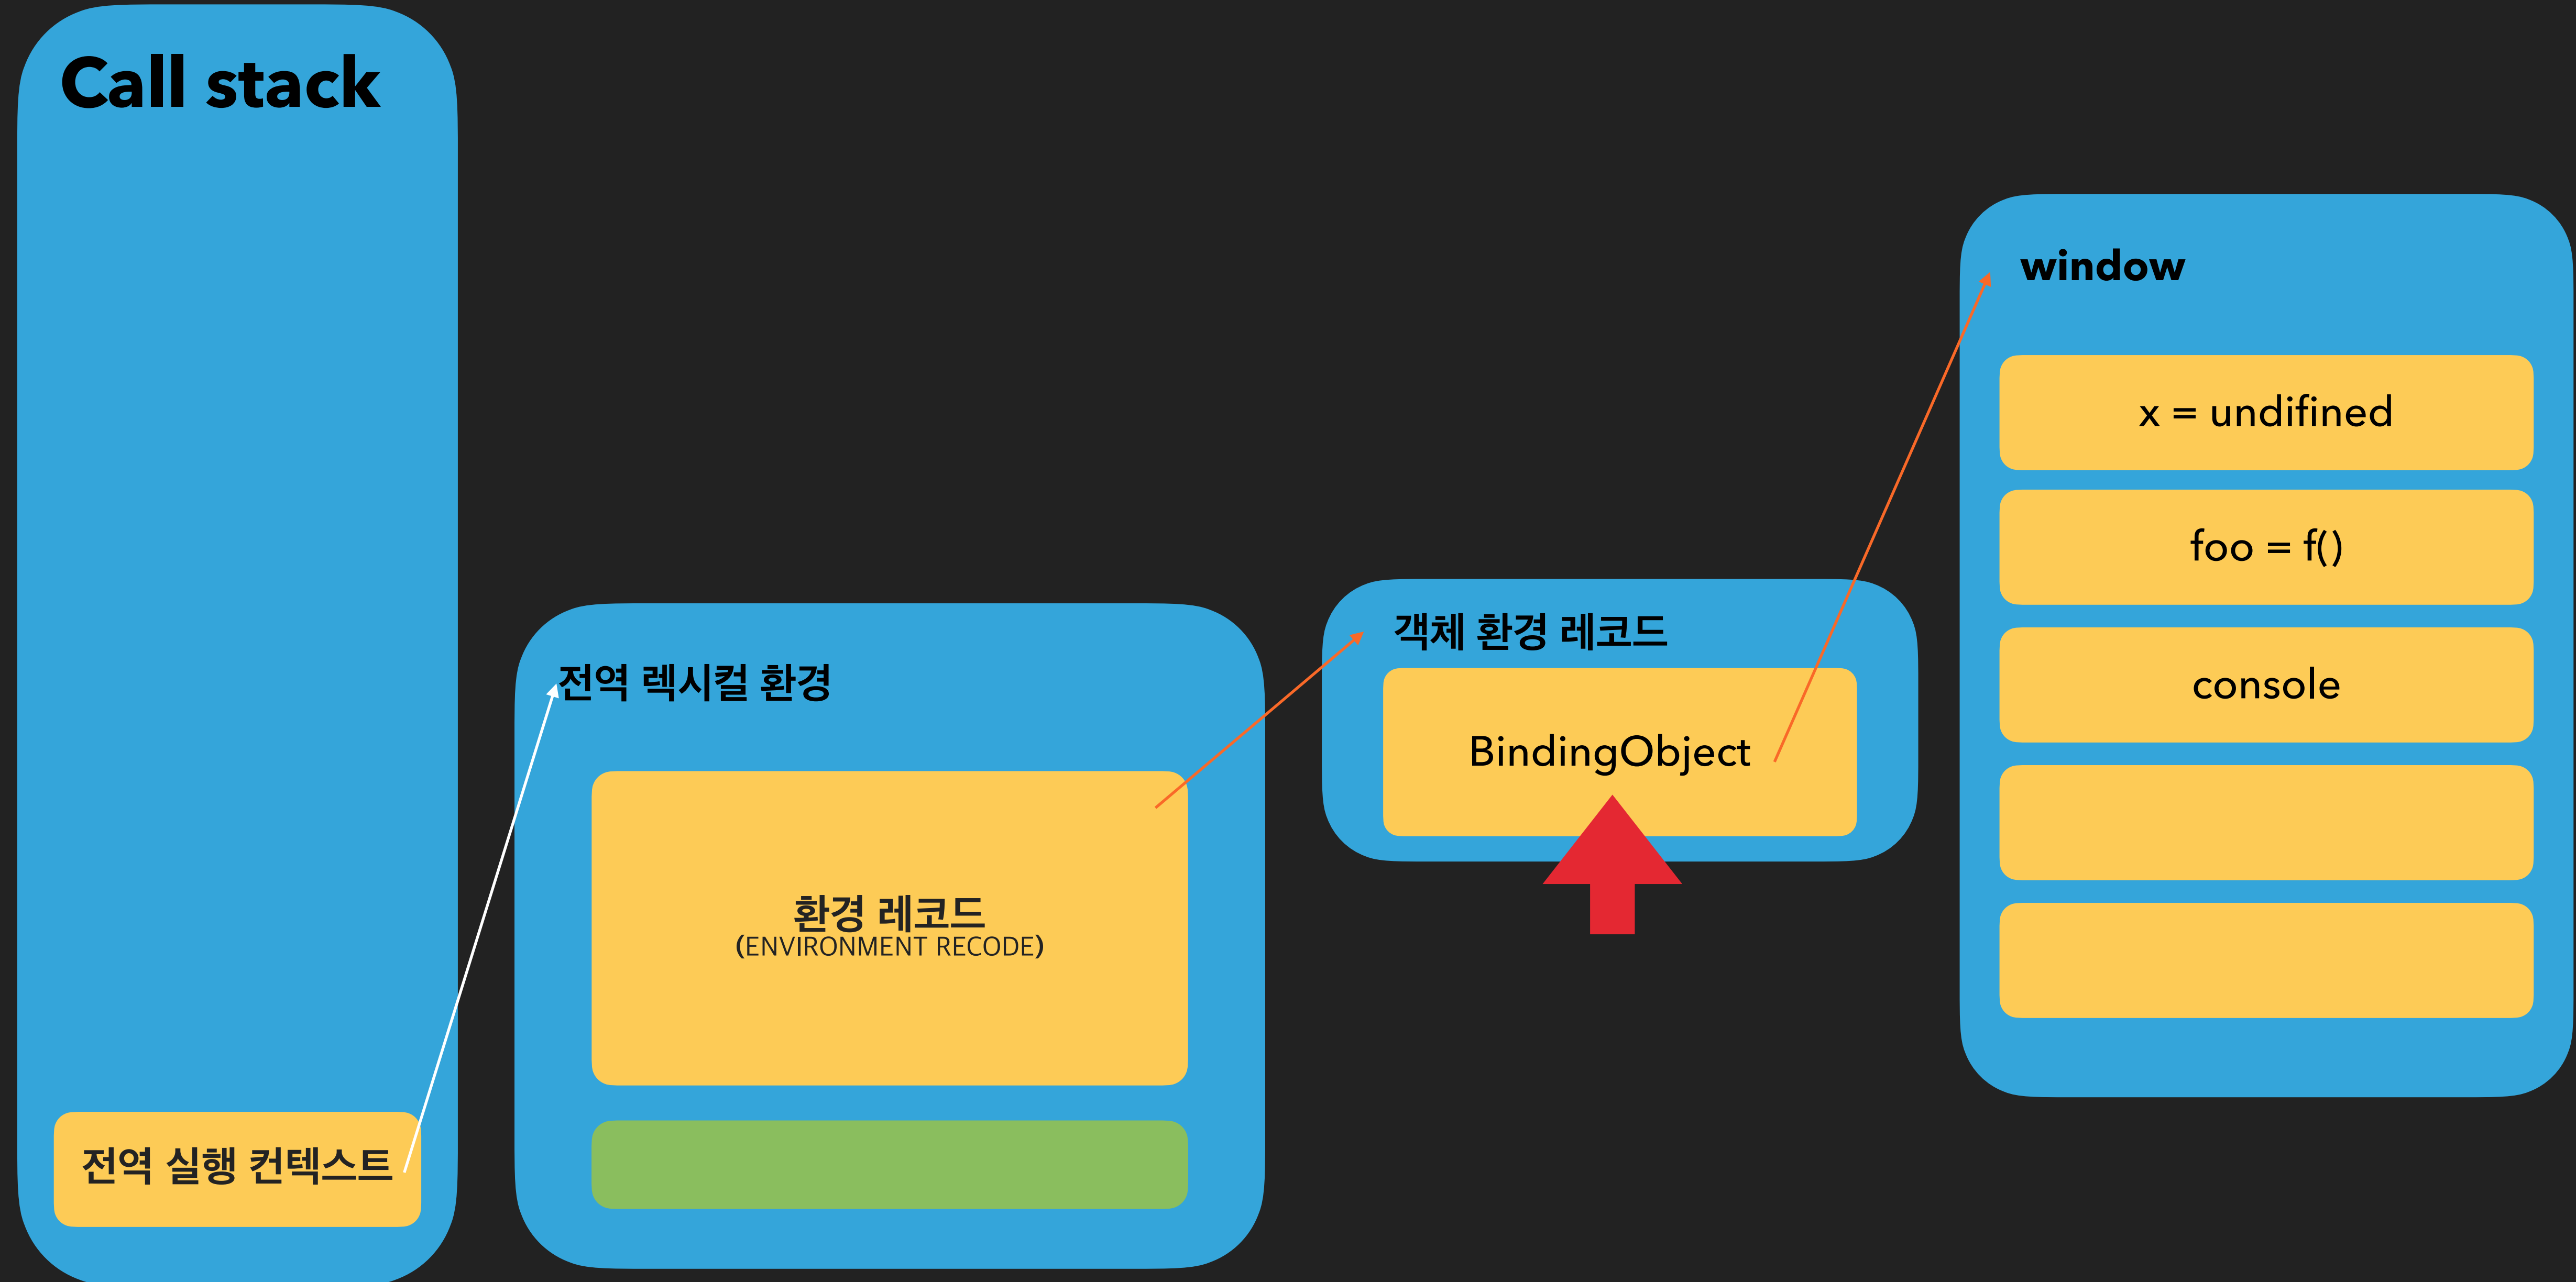 Call stack
전역 실행 컨텍스트
전역 렉시컬 환경
환경 레코드
(ENVIRONMENT RECODE)
객체 환경 레코드
BindingObject
window
x = undifined
foo = f()
console